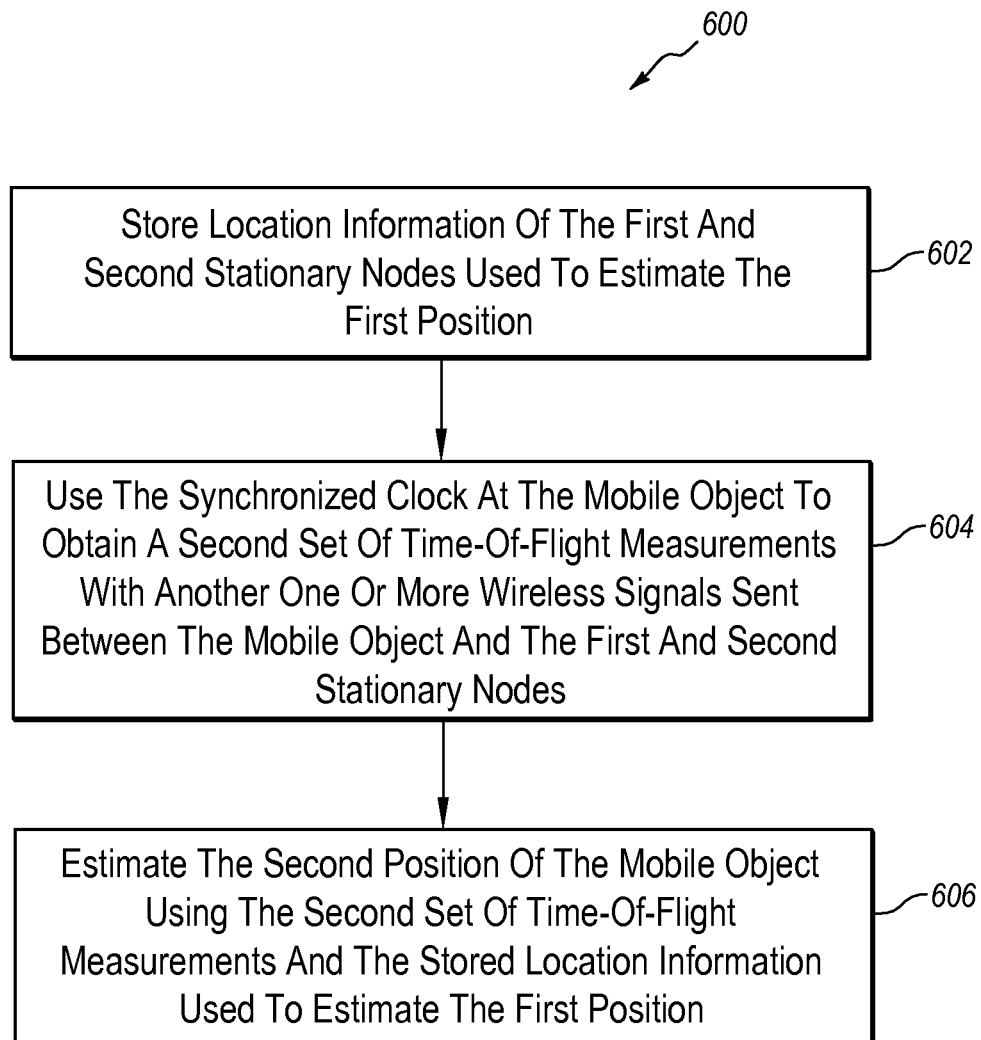 600
Store Location Information Of The First And
Second Stationary Nodes Used To Estimate The
First Position
602
Use The Synchronized Clock At The Mobile Object To
Obtain A Second Set Of Time-Of-Flight Measurements
With Another One Or More Wireless Signals Sent
Between The Mobile Object And The First And Second
Stationary Nodes
604
Estimate The Second Position Of The Mobile Object
Using The Second Set Of Time-Of-Flight
Measurements And The Stored Location Information
Used To Estimate The First Position
606